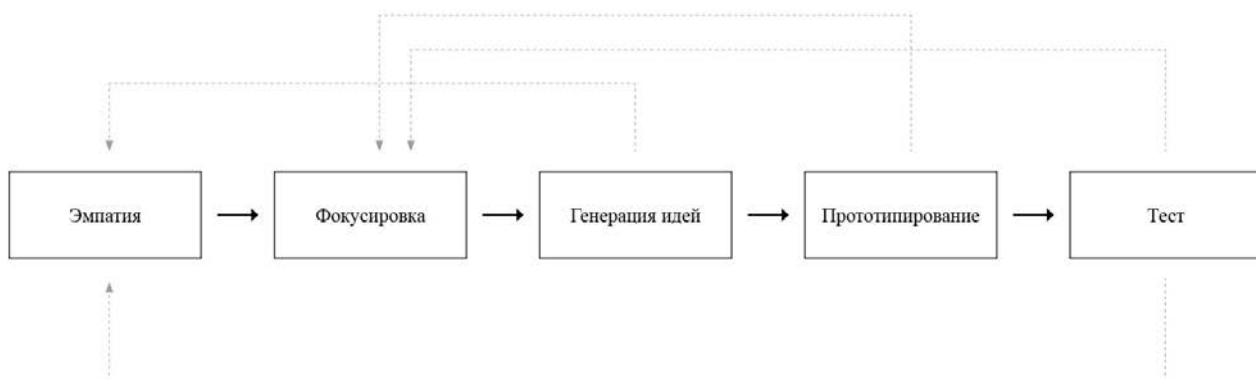 Эмпатия
Фокусировка
Генерация идей
Прототипирование
Тест